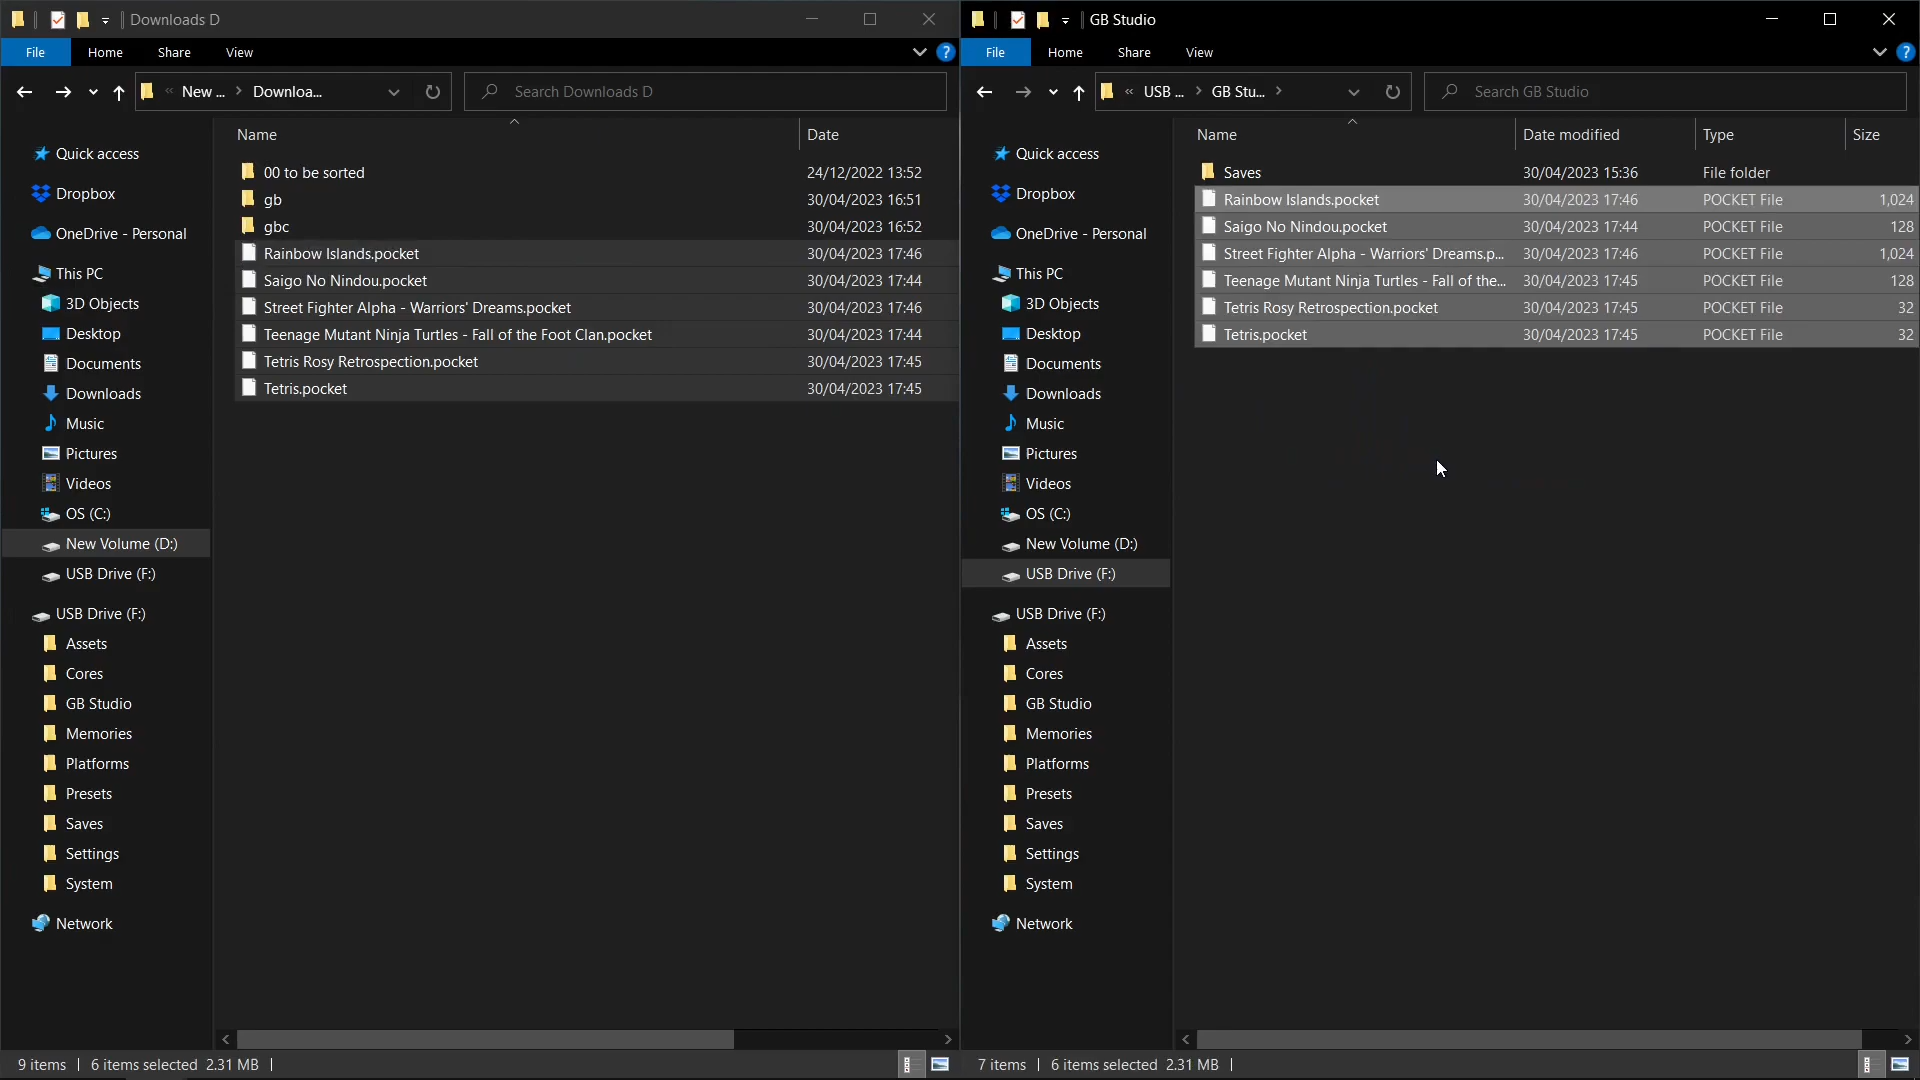 Downloads D
File Home Share View
New ... Downloa...
Search Downloads D
Quick access
Dropbox
OneDrive - Personal
This PC
3D Objects
Desktop
Documents
Downloads
Music
Pictures
Videos
OS (C:)
New Volume (D:)
USB Drive (F:)
USB Drive (F:)
Assets
Cores
GB Studio
Memories
Platforms
Presets
Saves
Settings
System
Network
Name Date
00 to be sorted 24/12/2022 13:52
gb 30/04/2023 16:51
gbc 30/04/2023 16:52
Rainbow Islands.pocket 30/04/2023 17:46
Saigo No Nindou.pocket 30/04/2023 17:44
Street Fighter Alpha - Warriors' Dreams.pocket 30/04/2023 17:46
Teenage Mutant Ninja Turtles - Fall of the Foot Clan.pocket 30/04/2023 17:44
Tetris Rosy Retrospection.pocket 30/04/2023 17:45
Tetris.pocket 30/04/2023 17:45
9 items 6 items selected 2.31 MB
GB Studio
File Home Share View
USB ... GB Stu...
Search GB Studio
Quick access
Dropbox
OneDrive - Personal
This PC
3D Objects
Desktop
Documents
Downloads
Music
Pictures
Videos
OS (C:)
New Volume (D:)
USB Drive (F:)
USB Drive (F:)
Assets
Cores
GB Studio
Memories
Platforms
Presets
Saves
Settings
System
Network
Name Date modified Type Size
Saves 30/04/2023 15:36 File folder
Rainbow Islands.pocket 30/04/2023 17:46 POCKET File 1,024
Saigo No Nindou.pocket 30/04/2023 17:44 POCKET File 128
Street Fighter Alpha - Warriors' Dreams.p... 30/04/2023 17:46 POCKET File 1,024
Teenage Mutant Ninja Turtles - Fall of the... 30/04/2023 17:45 POCKET File 128
Tetris Rosy Retrospection.pocket 30/04/2023 17:45 POCKET File 32
Tetris.pocket 30/04/2023 17:45 POCKET File 32
7 items 6 items selected 2.31 MB